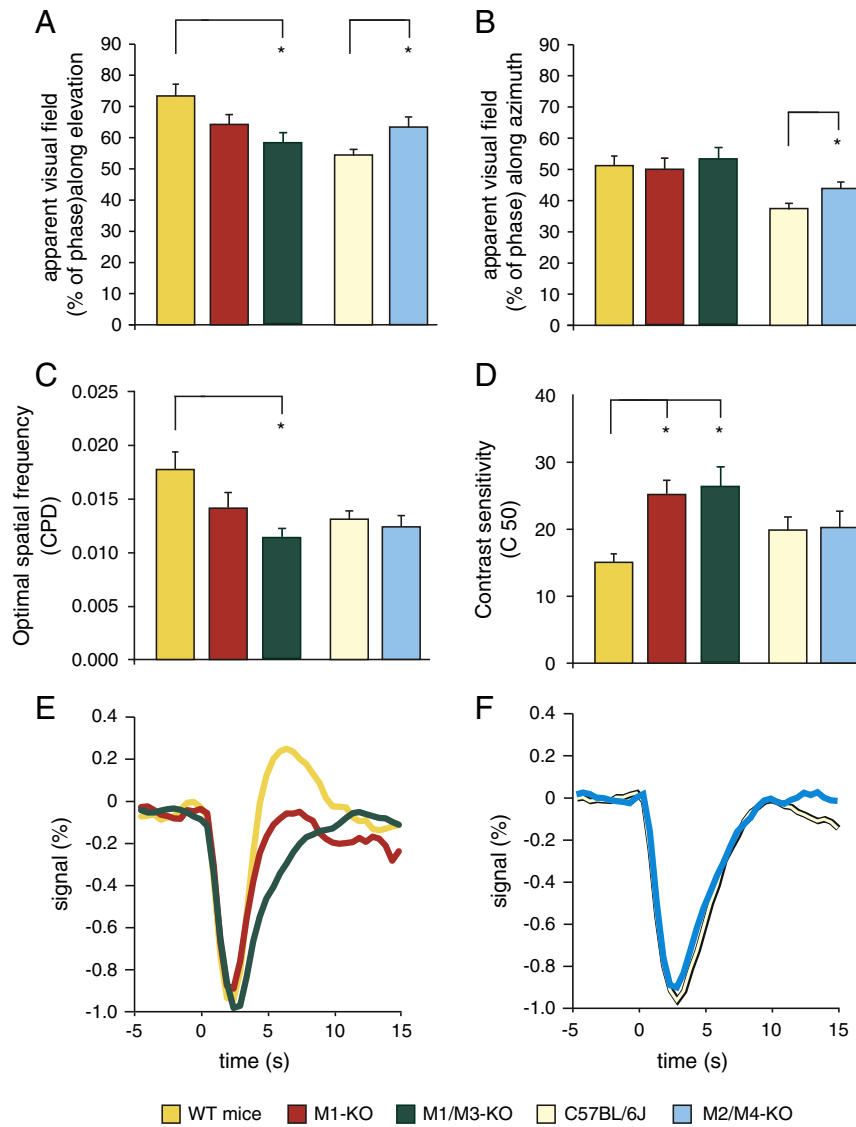 A
apparent visual field
(% of phase)along elevation
90
80
70
60
50
40
30
20
10
0
*
*
B
apparent visual field
(% of phase) along azimuth
90
80
70
60
50
40
30
20
10
0
*
C
Optimal spatial frequency
(CPD)
0.025
0.020
0.015
0.010
0.005
0.000
*
D
Contrast sensitivity
(C 50)
40
30
20
10
0
*
*
E
signal (%)
0.4
0.2
0
-0.2
-0.4
-0.6
-0.8
-1.0
-5
0
5
10
15
time (s)
F
signal (%)
0.4
0.2
0
-0.2
-0.4
-0.6
-0.8
-1.0
-5
0
5
10
15
time (s)
WT mice
M1-KO
M1/M3-KO
C57BL/6J
M2/M4-KO